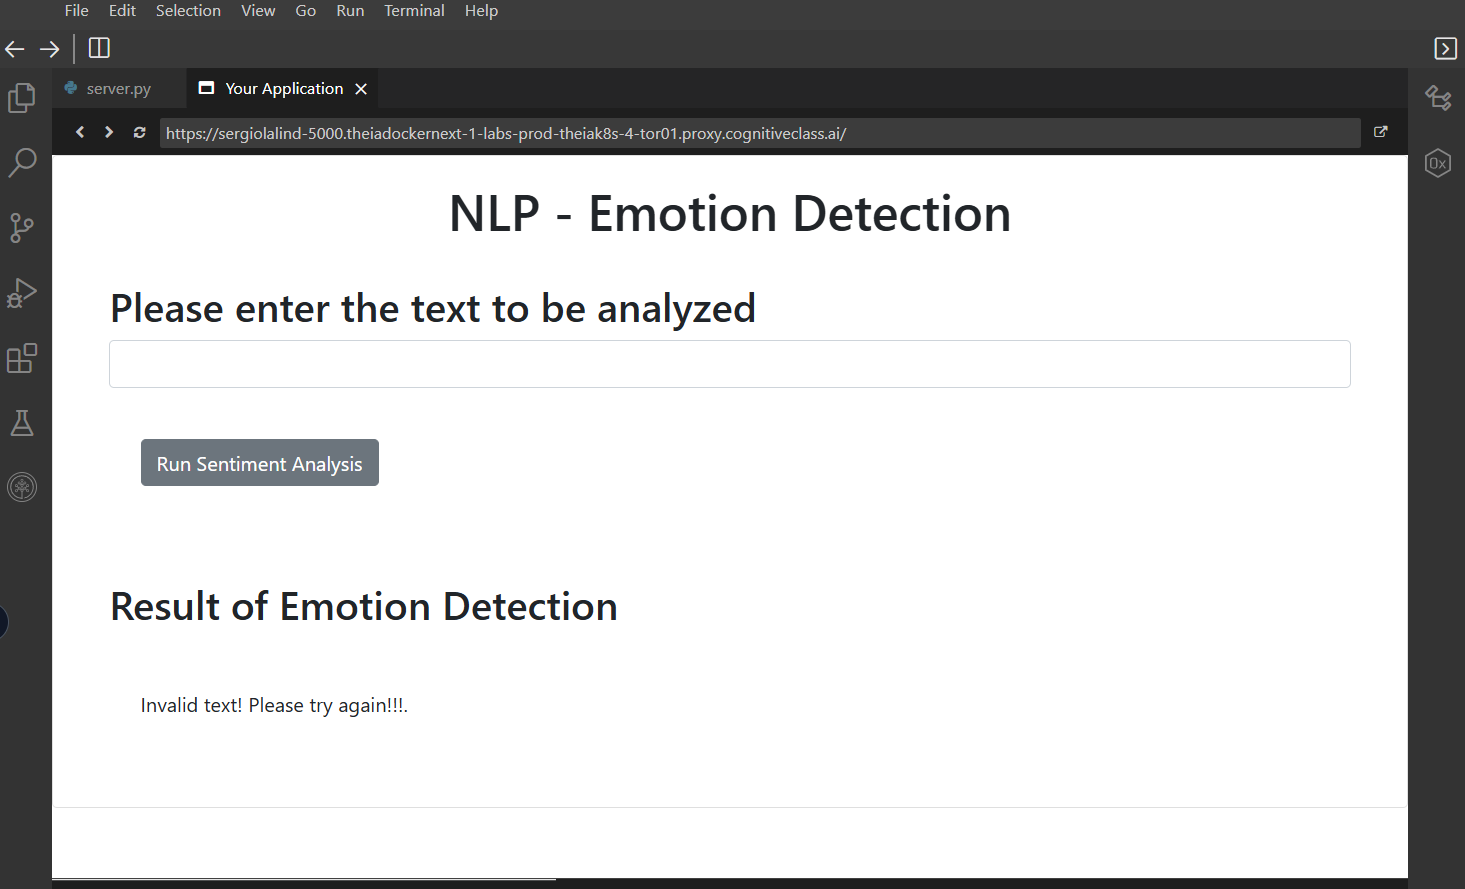 File Edit Selection View Go Run Terminal Help
server.py Your Application
https://sergiolalind-5000.theiadockernext-1-labs-prod-theiak8s-4-tor01.proxy.cognitiveclass.ai/
0x
NLP - Emotion Detection
Please enter the text to be analyzed
Run Sentiment Analysis
Result of Emotion Detection
Invalid text! Please try again!!!.